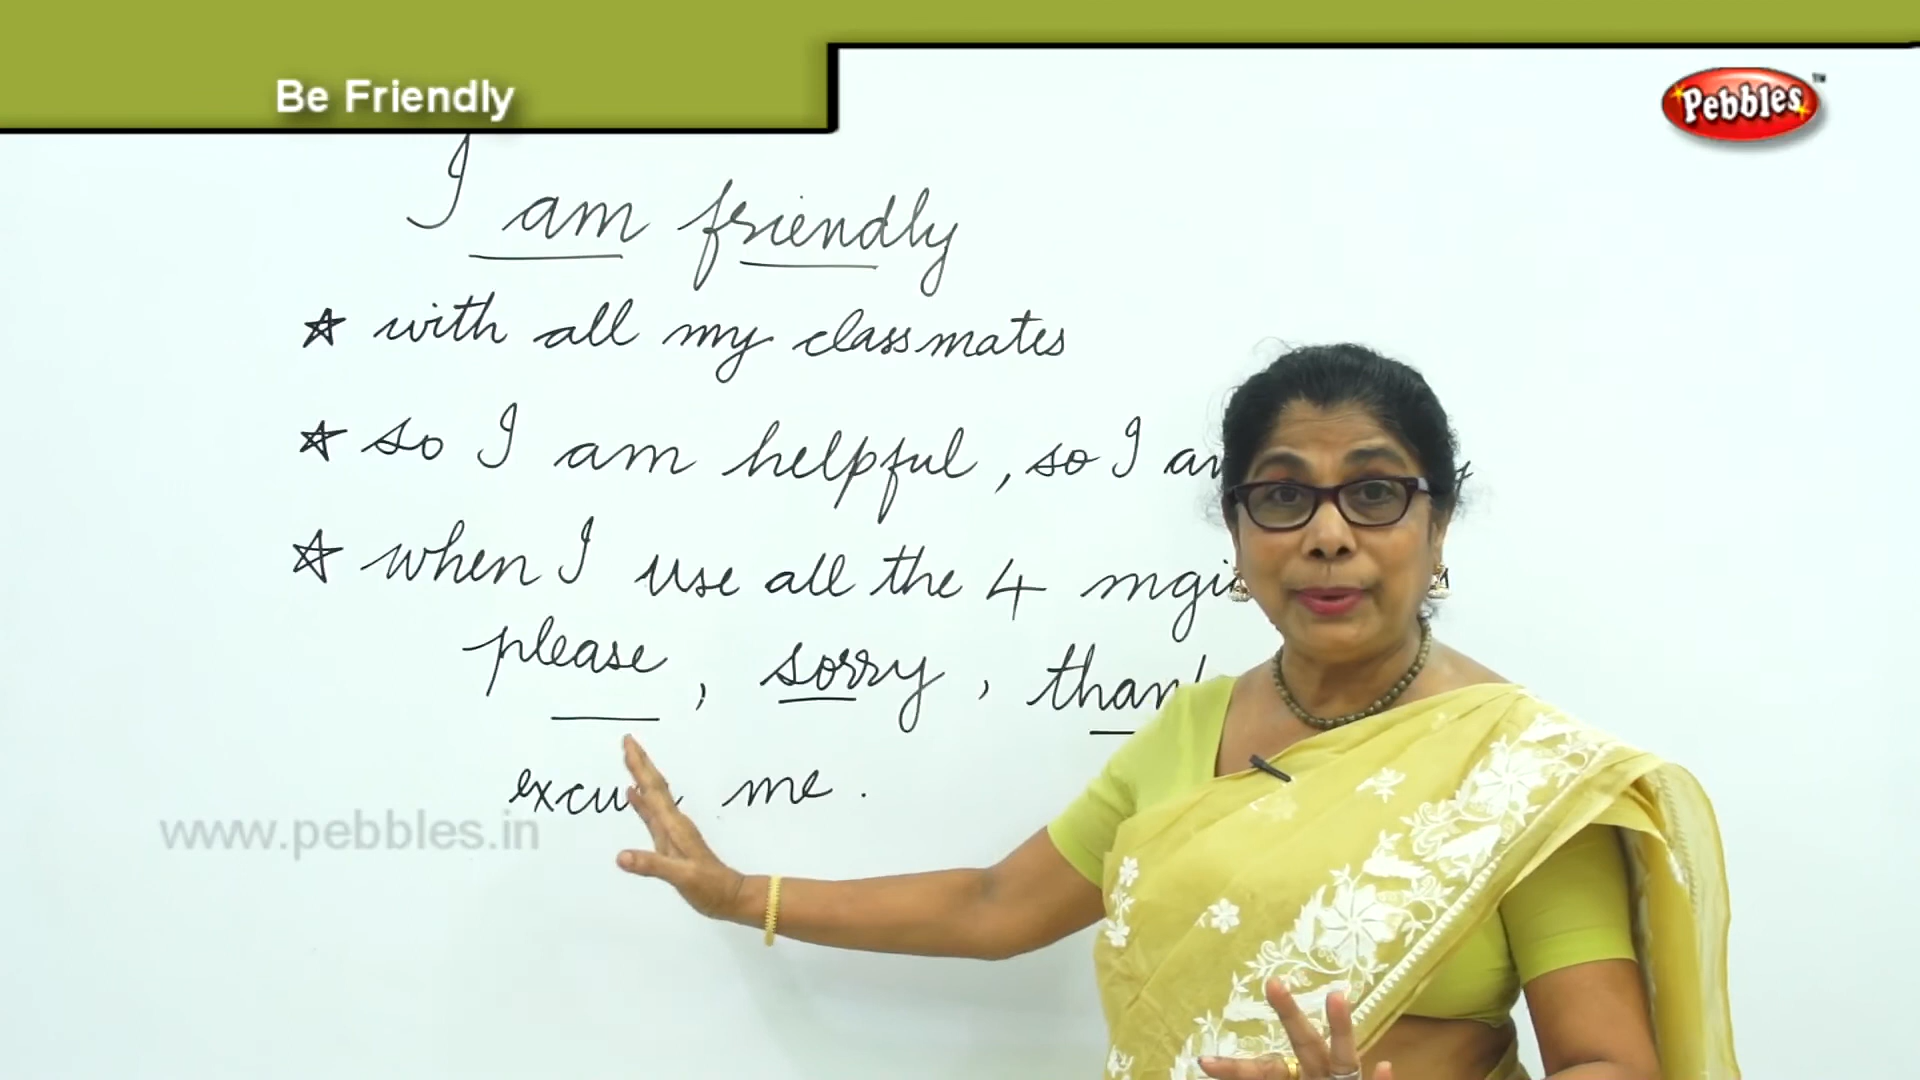 Be Friendly
Pebbles™
I am friendly
☆ with all my classmates
☆ so I am helpful, so I
☆ when I use all the 4
please, sorry,
me.
www.pebbles.in